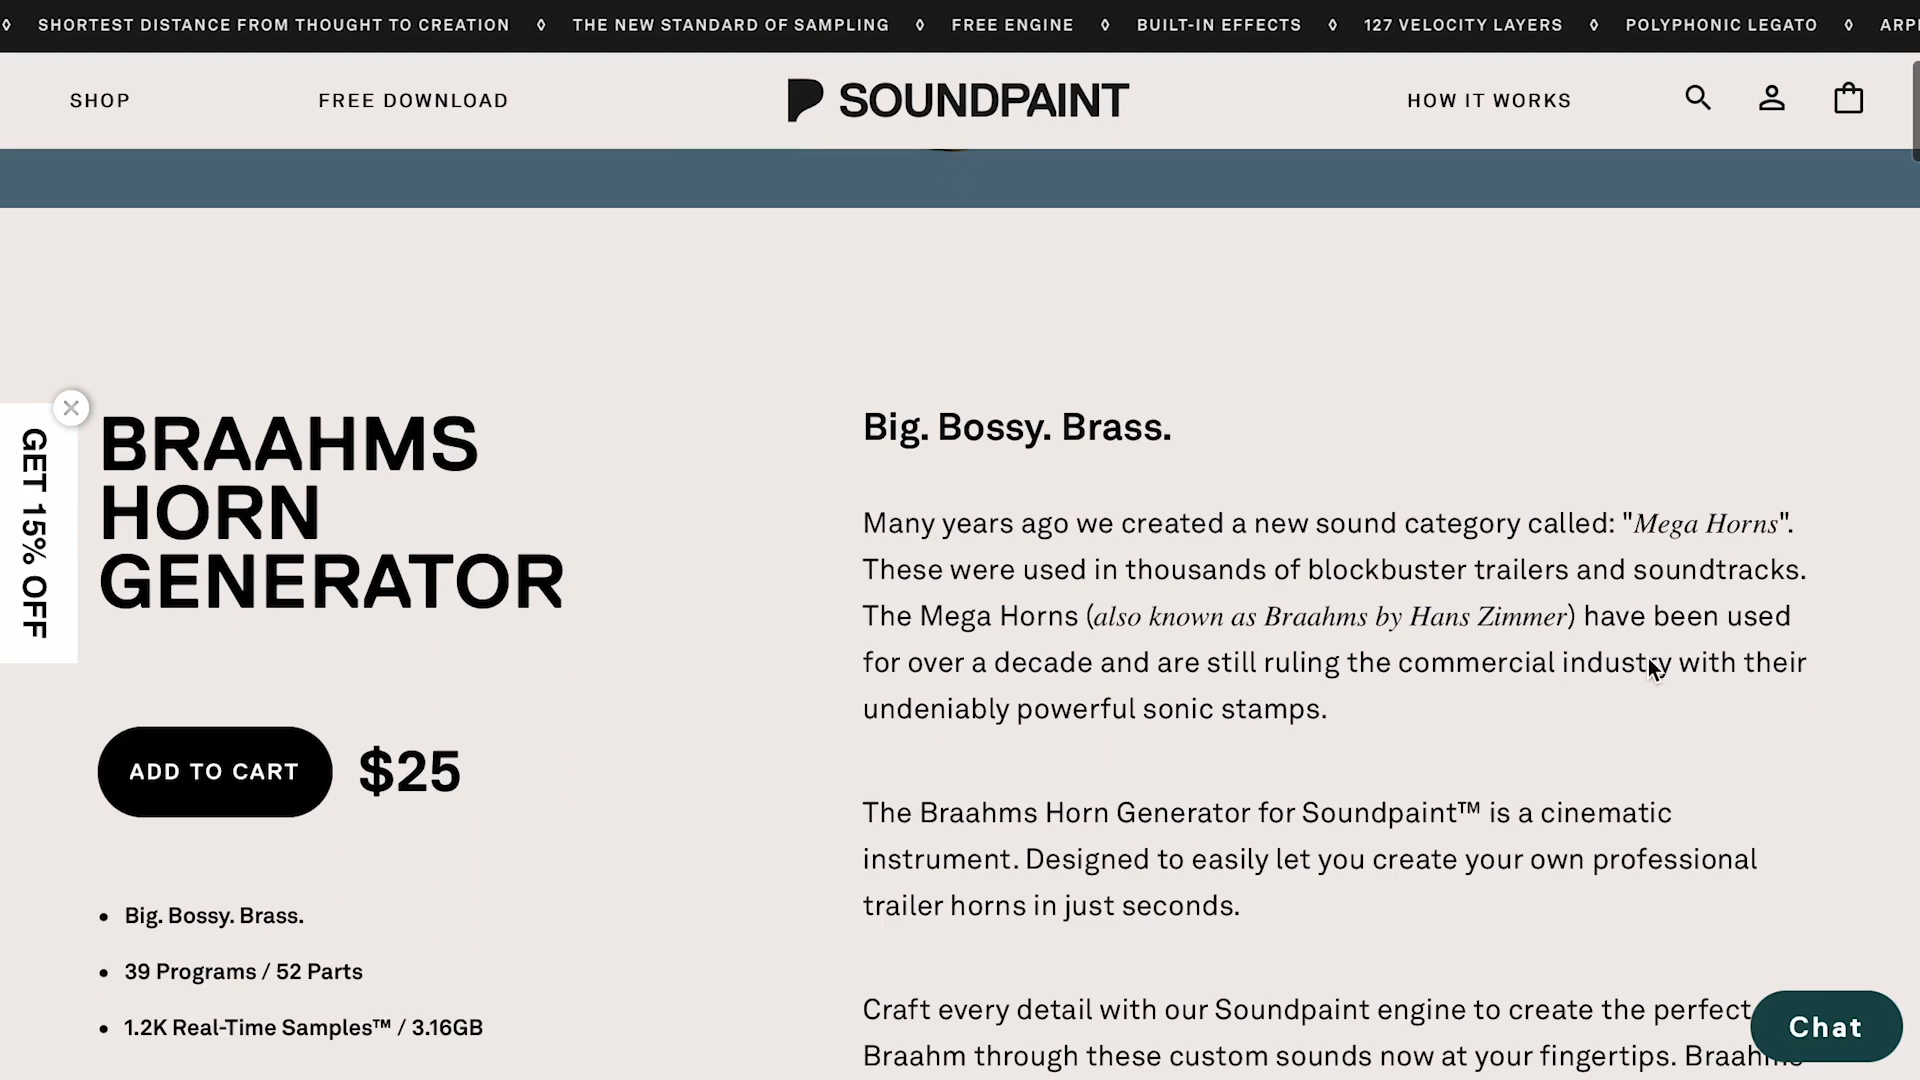 SHORTEST DISTANCE FROM THOUGHT TO CREATION ◊ THE NEW STANDARD OF SAMPLING ◊ FREE ENGINE ◊ BUILT-IN EFFECTS ◊ 127 VELOCITY LAYERS ◊ POLYPHONIC LEGATO ◊
SHOP
FREE DOWNLOAD
SOUNDPAINT
HOW IT WORKS
GET 15% OFF
BRAAHMS
HORN
GENERATOR
ADD TO CART
$25
• Big. Bossy. Brass.
• 39 Programs / 52 Parts
• 1.2K Real-Time Samples™ / 3.16GB
Big. Bossy. Brass.
Many years ago we created a new sound category called: "Mega Horns".
These were used in thousands of blockbuster trailers and soundtracks.
The Mega Horns (also known as Braahms by Hans Zimmer) have been used
for over a decade and are still ruling the commercial industry with their
undeniably powerful sonic stamps.
The Braahms Horn Generator for Soundpaint™ is a cinematic
instrument. Designed to easily let you create your own professional
trailer horns in just seconds.
Craft every detail with our Soundpaint engine to create the perfect
Braahm through these custom sounds now at your fingertips. Braahms
Chat